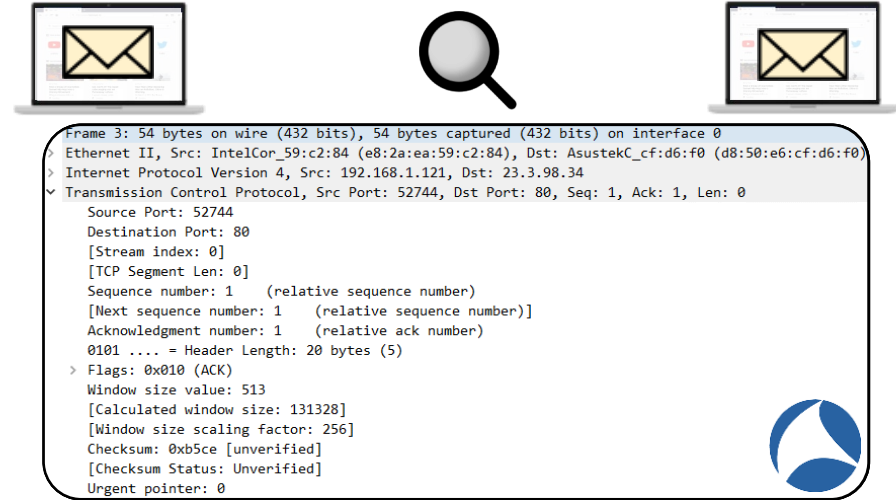 Frame 3: 54 bytes on wire (432 bits), 54 bytes captured (432 bits) on interface 0
Ethernet II, Src: IntelCor_59:c2:84 (e8:2a:ea:59:c2:84), Dst: AsustekC_cf:d6:f0 (d8:50:e6:cf:d6:f0)
Internet Protocol Version 4, Src: 192.168.1.121, Dst: 23.3.98.34
Transmission Control Protocol, Src Port: 52744, Dst Port: 80, Seq: 1, Ack: 1, Len: 0
Source Port: 52744
Destination Port: 80
[Stream index: 0]
[TCP Segment Len: 0]
Sequence number: 1    (relative sequence number)
[Next sequence number: 1    (relative sequence number)]
Acknowledgment number: 1    (relative ack number)
0101 .... = Header Length: 20 bytes (5)
Flags: 0x010 (ACK)
Window size value: 513
[Calculated window size: 131328]
[Window size scaling factor: 256]
Checksum: 0xb5ce [unverified]
[Checksum Status: Unverified]
Urgent pointer: 0